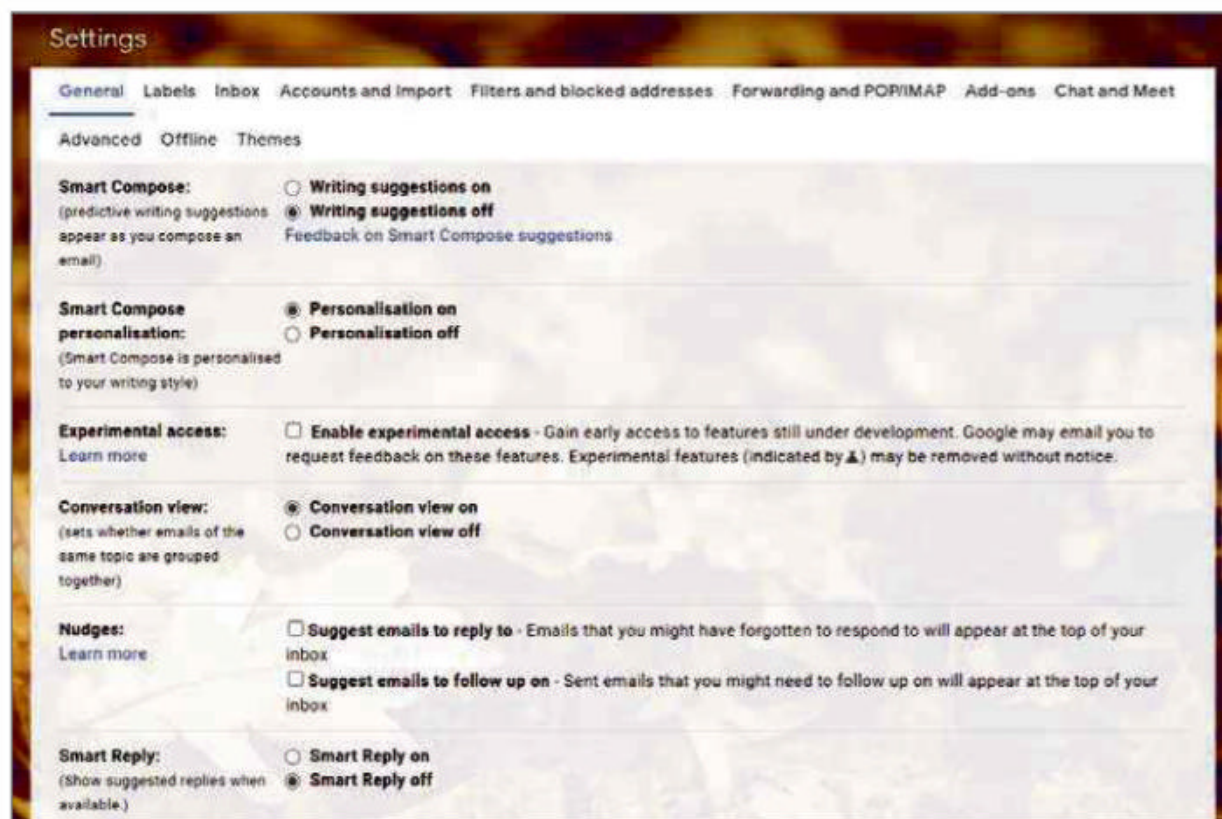 Settings
General Labels Inbox Accounts and Import Filters and blocked addresses Forwarding and POP/IMAP Add-ons Chat and Meet
Advanced Offline Themes
Smart Compose:
(predictive writing suggestions
appear as you compose an
email)
Writing suggestions on
Writing suggestions off
Feedback on Smart Compose suggestions
Smart Compose
personalisation:
(Smart Compose is personalised
to your writing style)
Personalisation on
Personalisation off
Experimental access:
Learn more
Enable experimental access - Gain early access to features still under development. Google may email you to
request feedback on these features. Experimental features (indicated by ) may be removed without notice.
Conversation view:
(sets whether emails of the
same topic are grouped
together)
Conversation view on
Conversation view off
Nudges:
Learn more
Suggest emails to reply to - Emails that you might have forgotten to respond to will appear at the top of your
inbox
Suggest emails to follow up on - Sent emails that you might need to follow up on will appear at the top of your
inbox
Smart Reply:
(Show suggested replies when
available.)
Smart Reply on
Smart Reply off